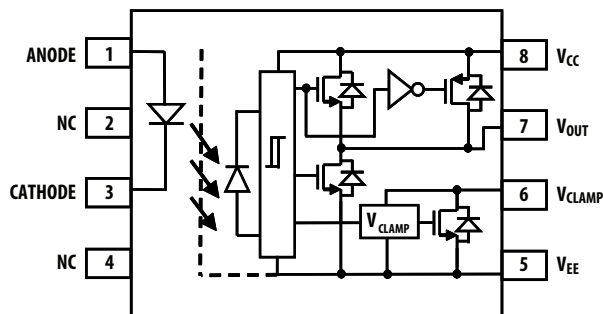 ANODE 1
NC 2
CATHODE 3
NC 4
8 VCC
7 VOUT
6 VCLAMP
5 VEE
VCLAMP